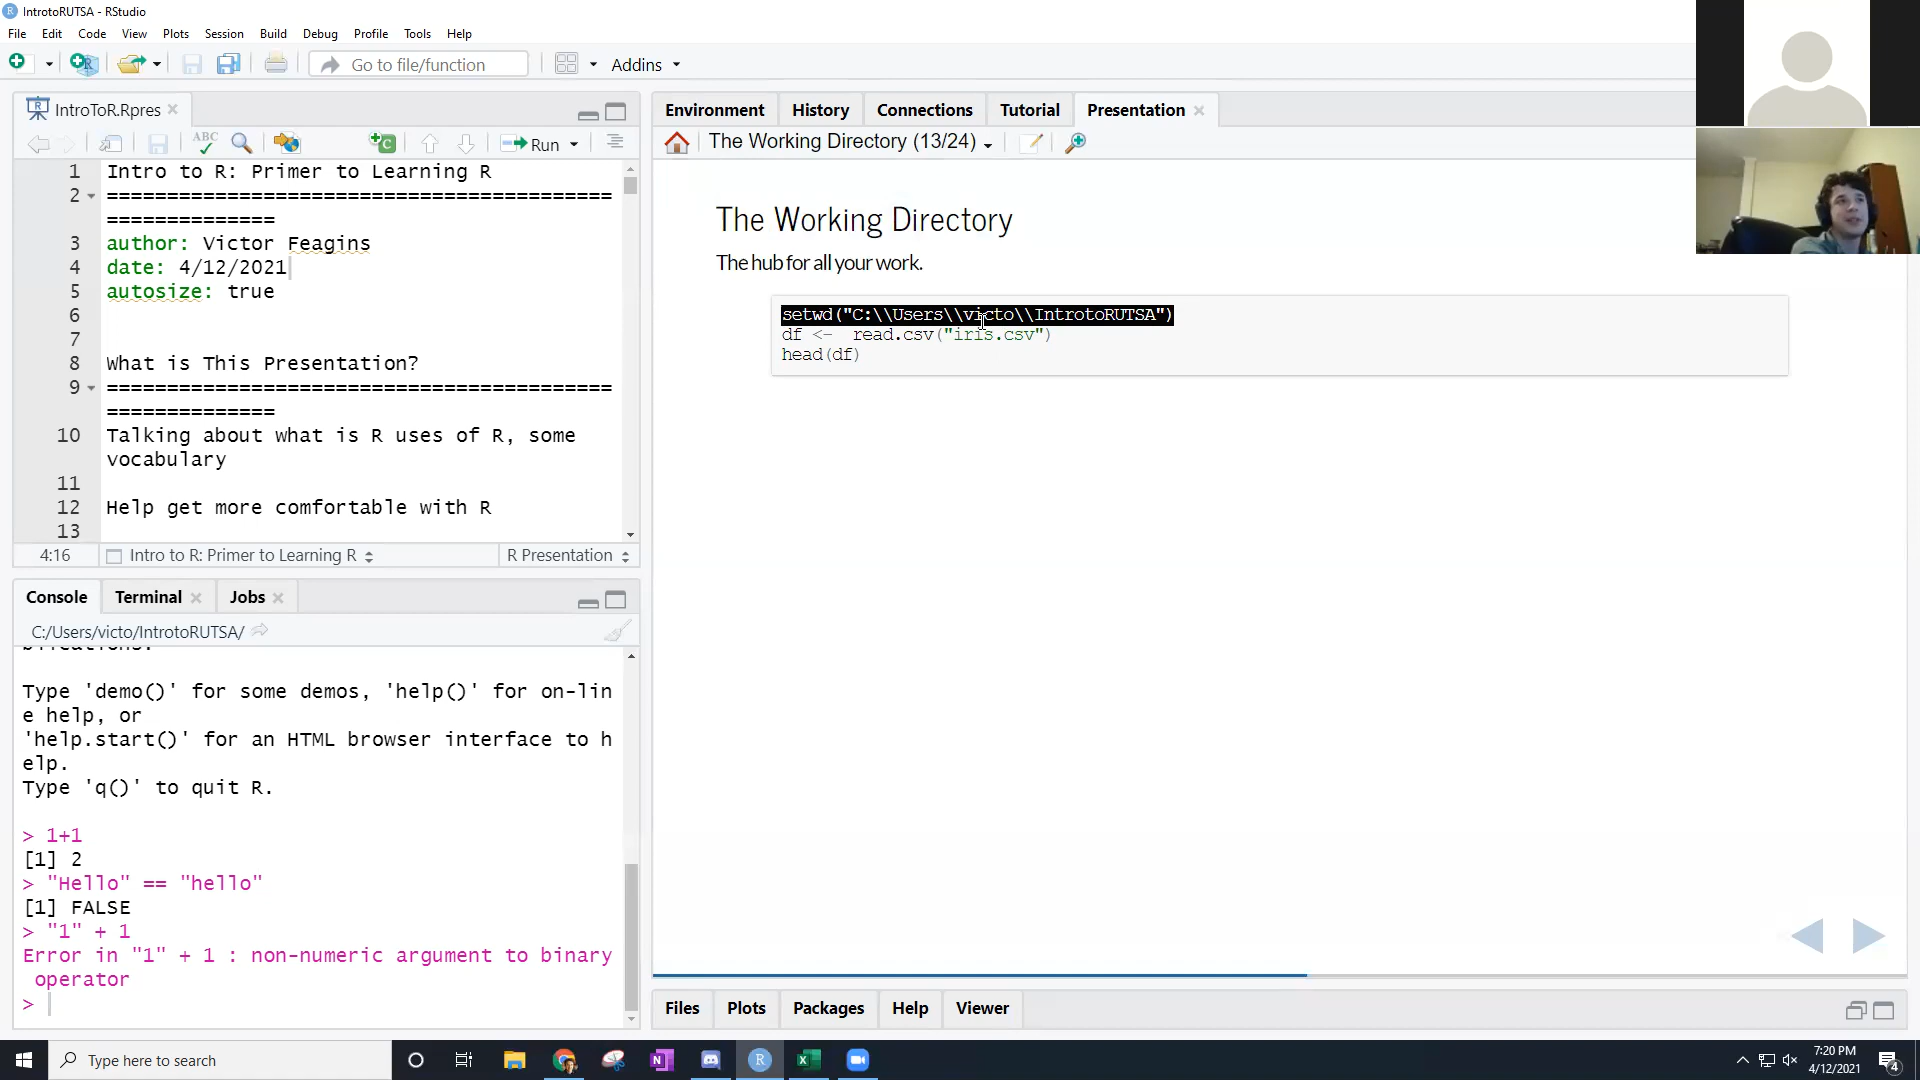 IntrotoRUTSA - RStudio
File Edit Code View Plots Session Build Debug Profile Tools Help
Go to file/function
Addins
IntroToR.Rpres
ABC
Run
1 Intro to R: Primer to Learning R
2 ==========================================
==============
3 author: Victor Feagins
4 date: 4/12/2021
5 autosize: true
6
7
8 What is This Presentation?
9 ==========================================
==============
10 Talking about what is R uses of R, some
vocabulary
11
12 Help get more comfortable with R
13
4:16 Intro to R: Primer to Learning R R Presentation
Console Terminal Jobs
C:/Users/victo/IntrotoRUTSA/
Type 'demo()' for some demos, 'help()' for on-lin
e help, or
'help.start()' for an HTML browser interface to h
elp.
Type 'q()' to quit R.
> 1+1
[1] 2
> "Hello" == "hello"
[1] FALSE
> "1" + 1
Error in "1" + 1 : non-numeric argument to binary
operator
>
Environment History Connections Tutorial Presentation
The Working Directory (13/24)
The Working Directory
The hub for all your work.
setwd("C:\\Users\\victo\\IntrotoRUTSA")
df <- read.csv("iris.csv")
head(df)
Files Plots Packages Help Viewer
Type here to search
7:20 PM
4/12/2021
4